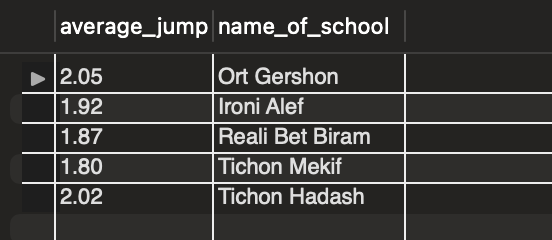 average_jump name_of_school
2.05 Ort Gershon
1.92 Ironi Alef
1.87 Reali Bet Biram
1.80 Tichon Mekif
2.02 Tichon Hadash